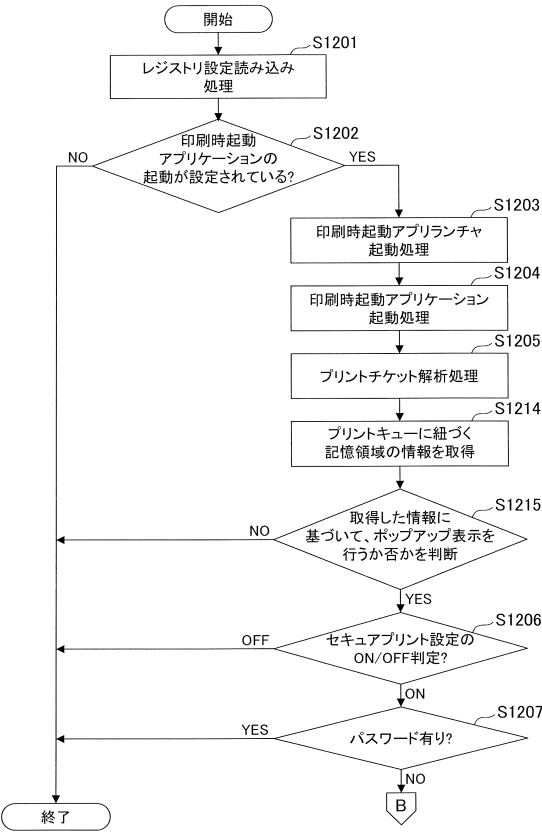 開始
S1201
レジストリ設定読み込み
処理
S1202
印刷時起動
アプリケーションの
起動が設定されている?
NO
YES
S1203
印刷時起動アプリランチャ
起動処理
S1204
印刷時起動アプリケーション
起動処理
S1205
プリントチケット解析処理
S1214
プリントキューに紐づく
記憶領域の情報を取得
S1215
取得した情報に
基づいて、ポップアップ表示を
行うか否かを判断
NO
YES
S1206
セキュアプリント設定の
ON/OFF判定?
OFF
ON
S1207
パスワード有り?
YES
NO
B
終了